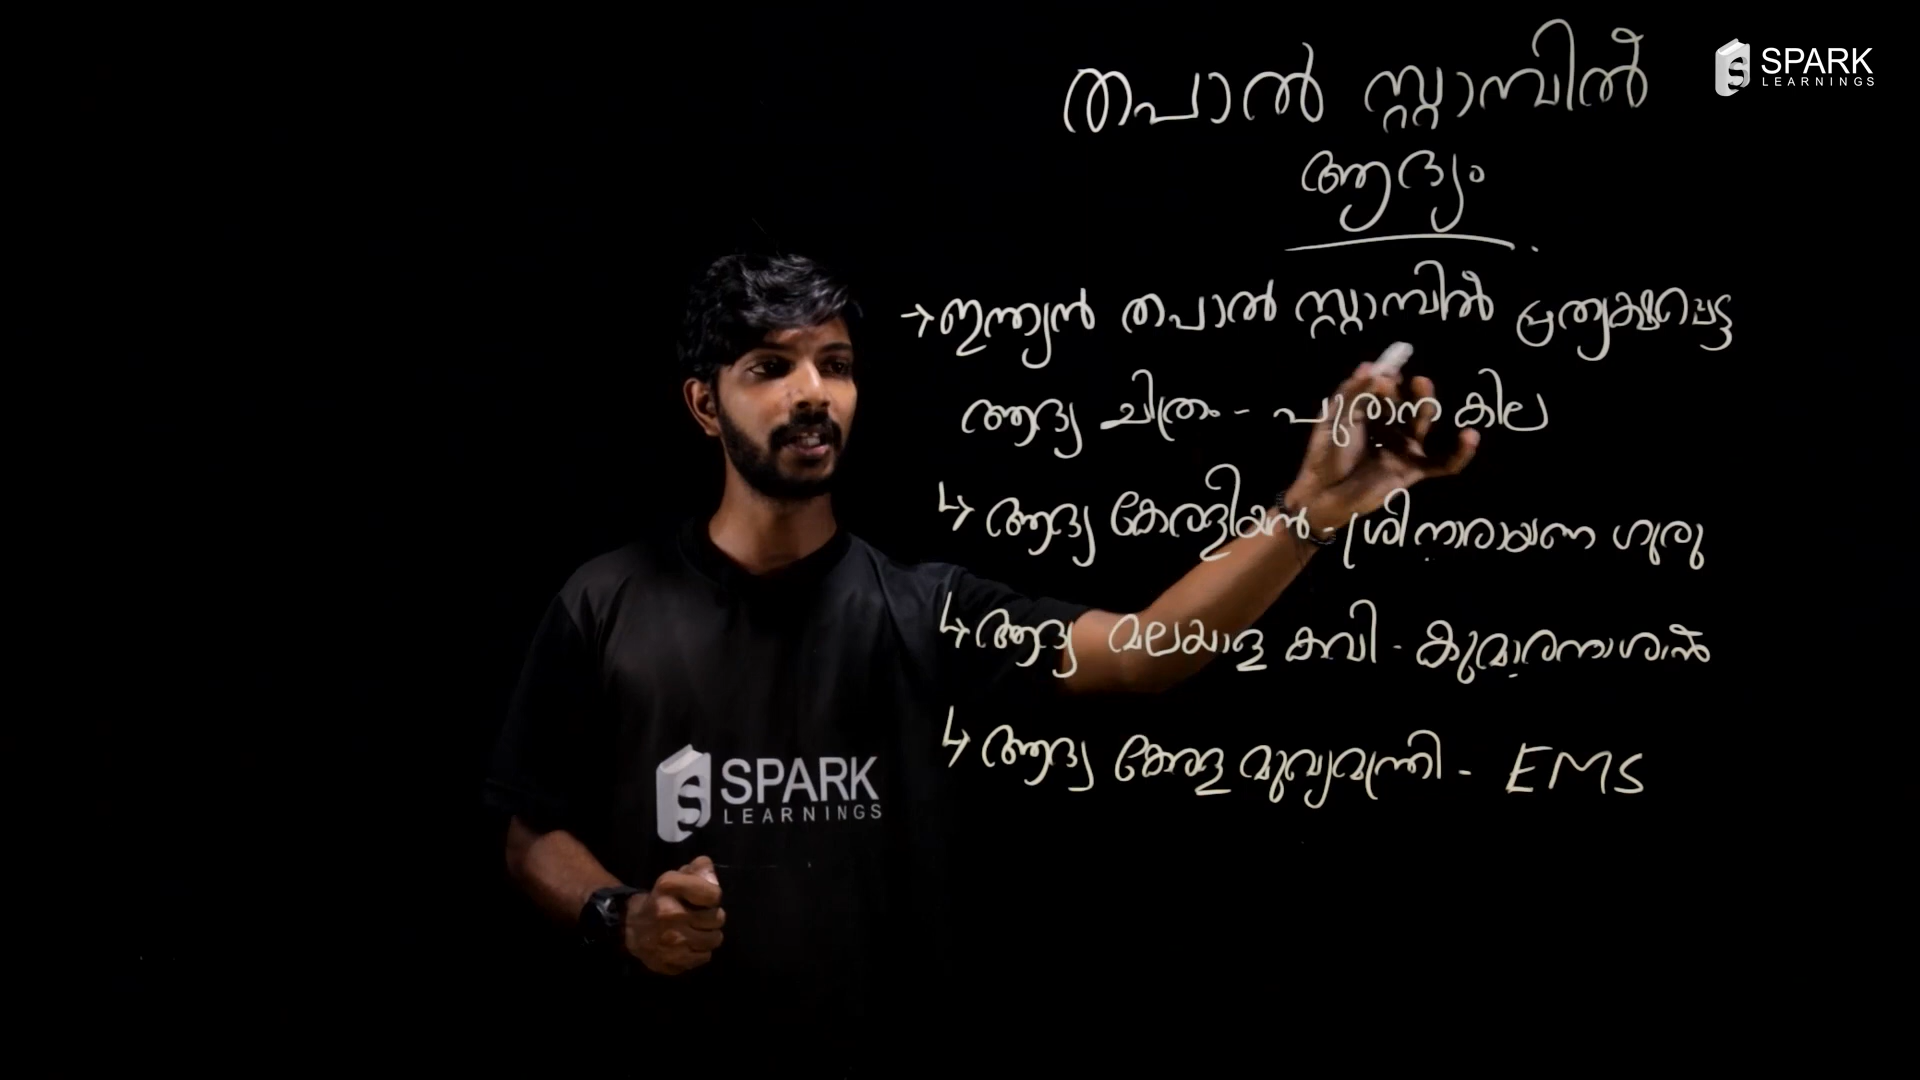 SPARK
LEARNINGS
തപാൽ സ്റ്റാമ്പിൽ
ആദ്യം
→ ഇന്ത്യൻ തപാൽ സ്റ്റാമ്പിൽ പ്രത്യക്ഷപ്പെട്ട
ആദ്യ ചിത്രം - പുരാന കില
↳ ആദ്യ കേരളീയൻ - ശ്രീനാരായണ ഗുരു
↳ ആദ്യ മലയാള കവി - കുമാരനാശാൻ
↳ ആദ്യ കേരള മുഖ്യമന്ത്രി - EMS
SPARK
LEARNINGS